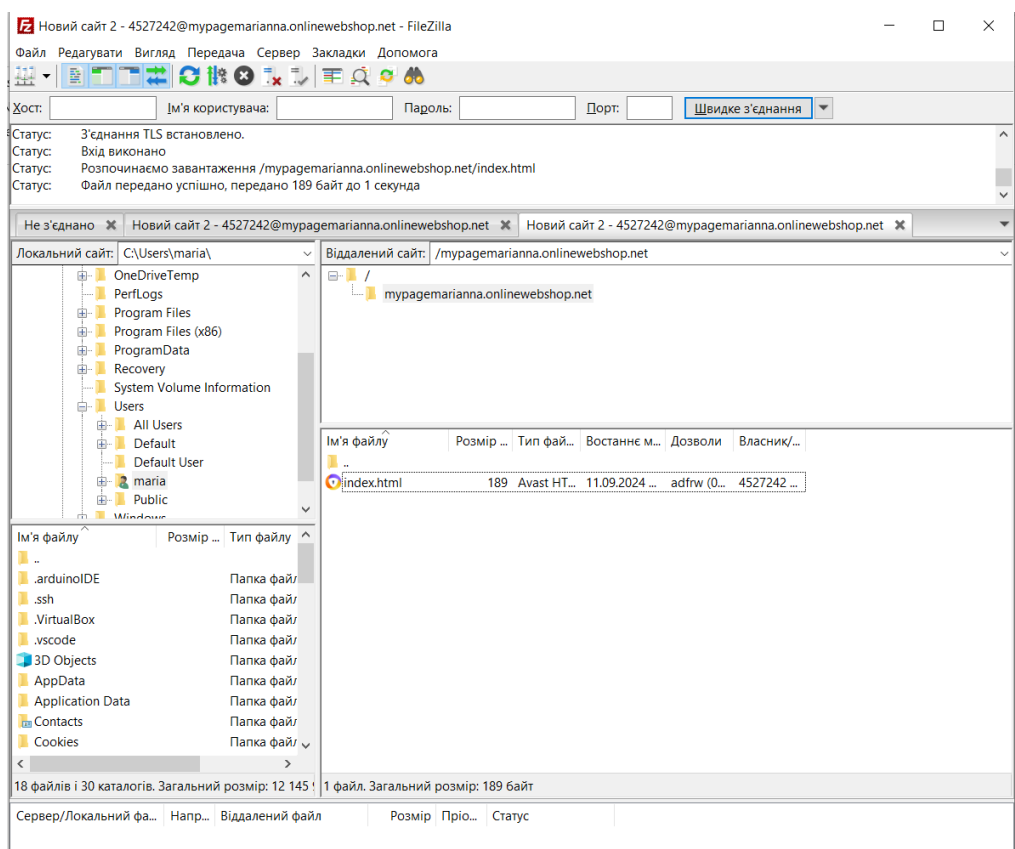 Новий сайт 2 - 4527242@mypagemarianna.onlinewebshop.net - FileZilla
Файл Редагувати Вигляд Передача Сервер Закладки Допомога
Хост: Ім'я користувача: Пароль: Порт: Швидке з'єднання
Статус: З'єднання TLS встановлено.
Статус: Вхід виконано
Статус: Розпочинаємо завантаження /mypagemarianna.onlinewebshop.net/index.html
Статус: Файл передано успішно, передано 189 байт до 1 секунда
Не з'єднано Новий сайт 2 - 4527242@mypagemarianna.onlinewebshop.net Новий сайт 2 - 4527242@mypagemarianna.onlinewebshop.net
Локальний сайт: C:\Users\maria\
OneDriveTemp
PerfLogs
Program Files
Program Files (x86)
ProgramData
Recovery
System Volume Information
Users
All Users
Default
Default User
maria
Public
Windows
Ім'я файлу Розмір ... Тип файлу
..
.arduinoIDE Папка файл
.ssh Папка файл
.VirtualBox Папка файл
.vscode Папка файл
3D Objects Папка файл
AppData Папка файл
Application Data Папка файл
Contacts Папка файл
Cookies Папка файл
18 файлів і 30 каталогів. Загальний розмір: 12 145
Віддалений сайт: /mypagemarianna.onlinewebshop.net
/
mypagemarianna.onlinewebshop.net
Ім'я файлу Розмір ... Тип фай... Востаннє м... Дозволи Власник/...
..
index.html 189 Avast HT... 11.09.2024 ... adfrw (0... 4527242 ...
1 файл. Загальний розмір: 189 байт
Сервер/Локальний фа... Напр... Віддалений файл Розмір Пріо... Статус